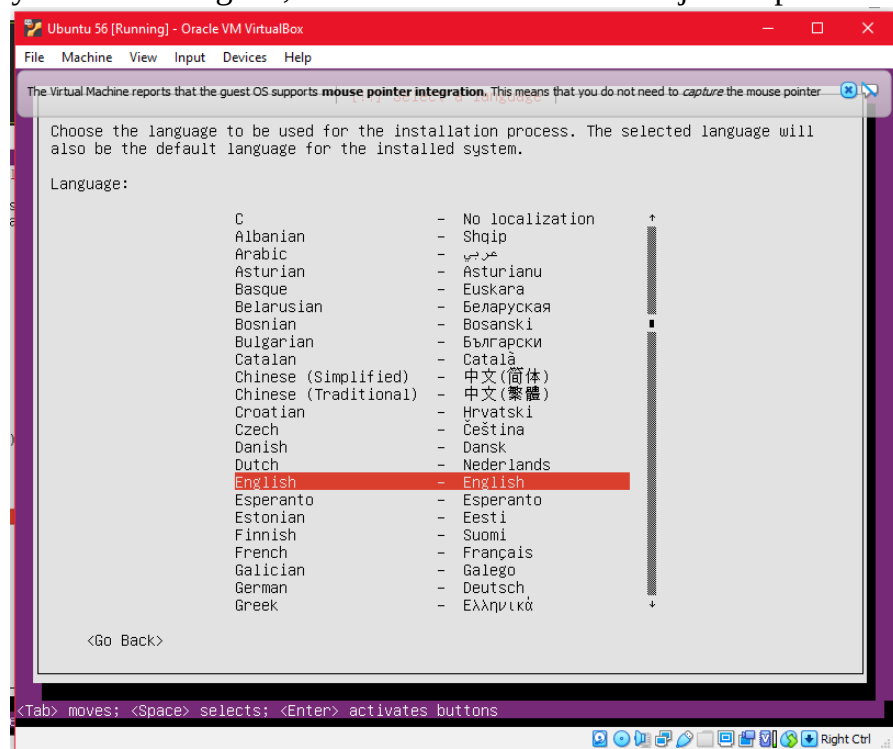 Ubuntu 56 [Running] - Oracle VM VirtualBox
File Machine View Input Devices Help
The Virtual Machine reports that the guest OS supports mouse pointer integration. This means that you do not need to capture the mouse pointer
Choose the language to be used for the installation process. The selected language will
also be the default language for the installed system.
Language:
C - No localization
Albanian - Shqip
Arabic - عربي
Asturian - Asturianu
Basque - Euskara
Belarusian - Беларуская
Bosnian - Bosanski
Bulgarian - Български
Catalan - Català
Chinese (Simplified) - 中文(简体)
Chinese (Traditional) - 中文(繁體)
Croatian - Hrvatski
Czech - Čeština
Danish - Dansk
Dutch - Nederlands
English - English
Esperanto - Esperanto
Estonian - Eesti
Finnish - Suomi
French - Français
Galician - Galego
German - Deutsch
Greek - Ελληνικά
<Go Back>
<Tab> moves; <Space> selects; <Enter> activates buttons
Right Ctrl